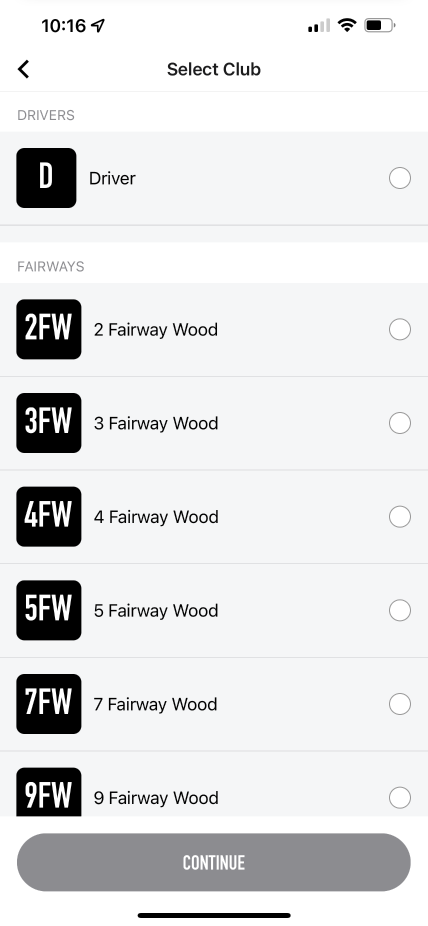 10:16
Select Club
DRIVERS
D Driver
FAIRWAYS
2FW 2 Fairway Wood
3FW 3 Fairway Wood
4FW 4 Fairway Wood
5FW 5 Fairway Wood
7FW 7 Fairway Wood
9FW 9 Fairway Wood
CONTINUE